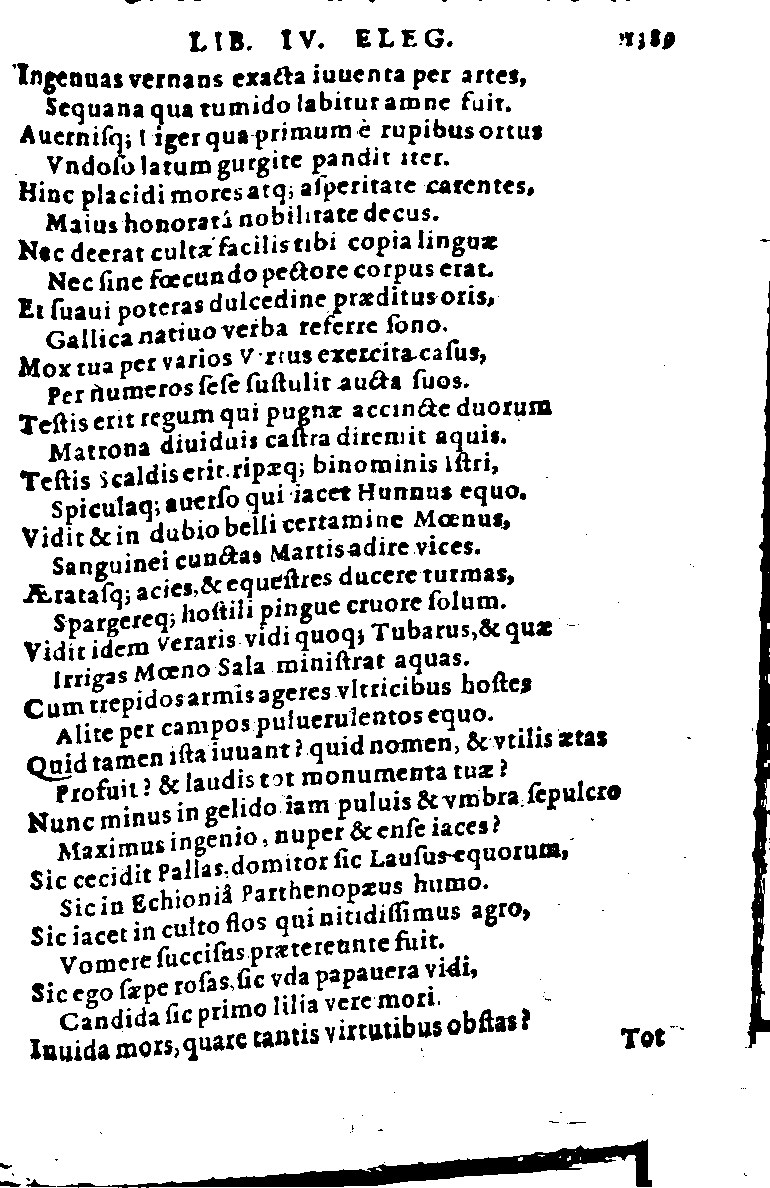 LIB. IV. ELEG. 1389
Ingenuas vernans exacta iuuenta per artes,
Sequana qua tumido labitur amne fuit.
Auerniſq; Liger qua primum è rupibus ortus
Vndoſo latum gurgite pandit iter.
Hinc placidi mores atq; aſperitate carentes,
Maius honoratâ nobilitate decus.
Nec deerat cultæ facilis tibi copia linguæ
Nec ſine fœcundo pectore corpus erat.
Et ſuaui poteras dulcedine præditus oris,
Gallica natiuo verba referre ſono.
Mox tua per varios Virtus exercita caſus,
Per numeros ſeſe ſuſtulit aucta ſuos.
Teſtis erit regum qui pugnæ accincte duorum
Matrona diuiduis caſtra diremit aquis.
Teſtis Scaldis erit ripæq; binominis Iſtri,
Spiculaq; auerſo qui iacet Hunnus equo.
Vidit & in dubio belli certamine Mœnus,
Sanguinei cunctas Martis adire vices.
Ærataſq; acies, & equeſtres ducere turmas,
Spargereq; hoſtili pingue cruore ſolum.
Vidit idem Veraris vidi quoq; Tubarus, & quæ
Irrigas Mœno Sala miniſtrat aquas.
Cum trepidos armis ageres vltricibus hoſtes
Alite per campos puluerulentos equo.
Quid tamen iſta iuuant? quid nomen, & vtilis ætas
Profuit? & laudis tot monumenta tuæ?
Nunc minus in gelido iam puluis & vmbra ſepulcro
Maximus ingenio, nuper & enſe iaces?
Sic cecidit Pallas, domitor ſic Lauſus equorum,
Sic in Echioniâ Parthenopæus humo.
Sic iacet in culto flos qui nitidiſſimus agro,
Vomere ſucciſus prætereunte fuit.
Sic ego ſæpe roſas, ſic vda papauera vidi,
Candida ſic primo lilia vere mori.
Inuida mors, quare tantis virtutibus obſtas?
Tot